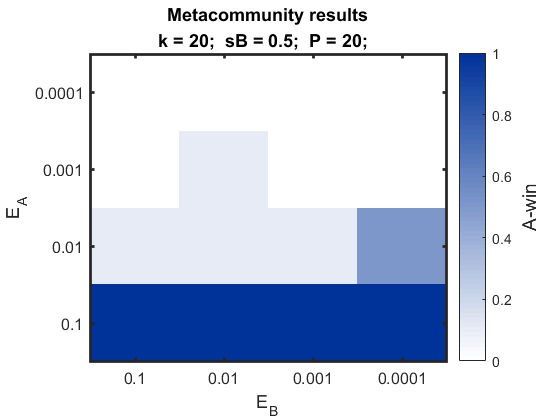 Metacommunity results
k = 20; sB = 0.5; P = 20;
0.0001
0.001
0.01
0.1
E_A
0.1 0.01 0.001 0.0001
E_B
1
0.8
0.6
0.4
0.2
0
A-win